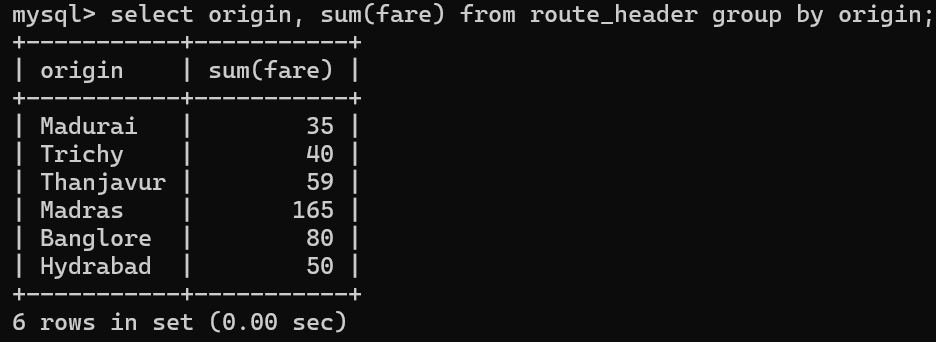 mysql> select origin, sum(fare) from route_header group by origin;
+-----------+-----------+
| origin    | sum(fare) |
+-----------+-----------+
| Madurai   |        35 |
| Trichy    |        40 |
| Thanjavur |        59 |
| Madras    |       165 |
| Banglore  |        80 |
| Hydrabad  |        50 |
+-----------+-----------+
6 rows in set (0.00 sec)